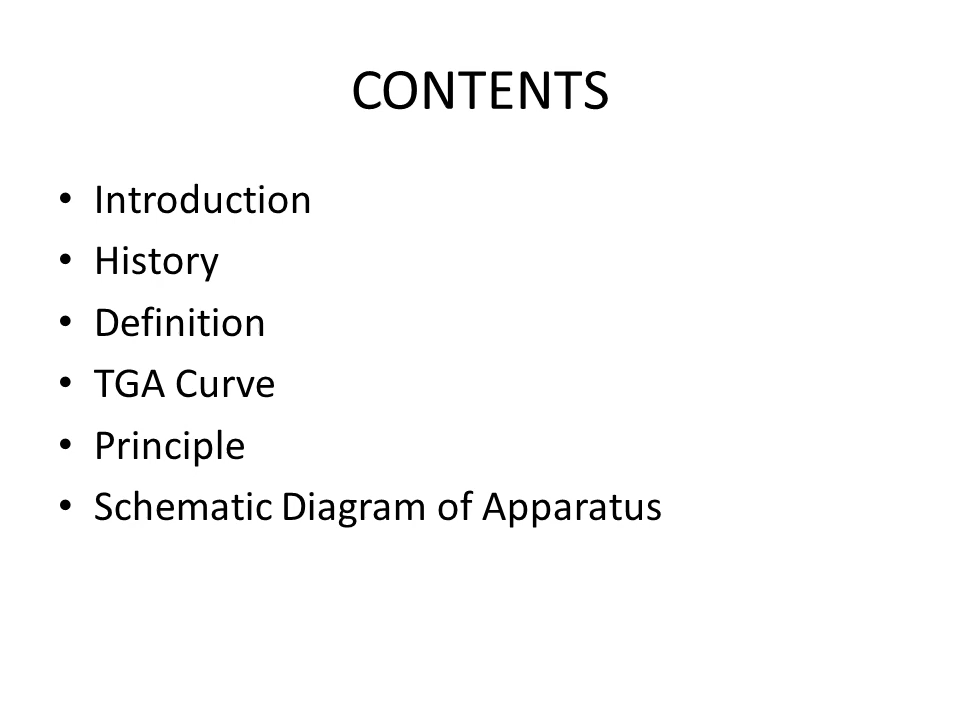 CONTENTS
• Introduction
• History
• Definition
• TGA Curve
• Principle
• Schematic Diagram of Apparatus